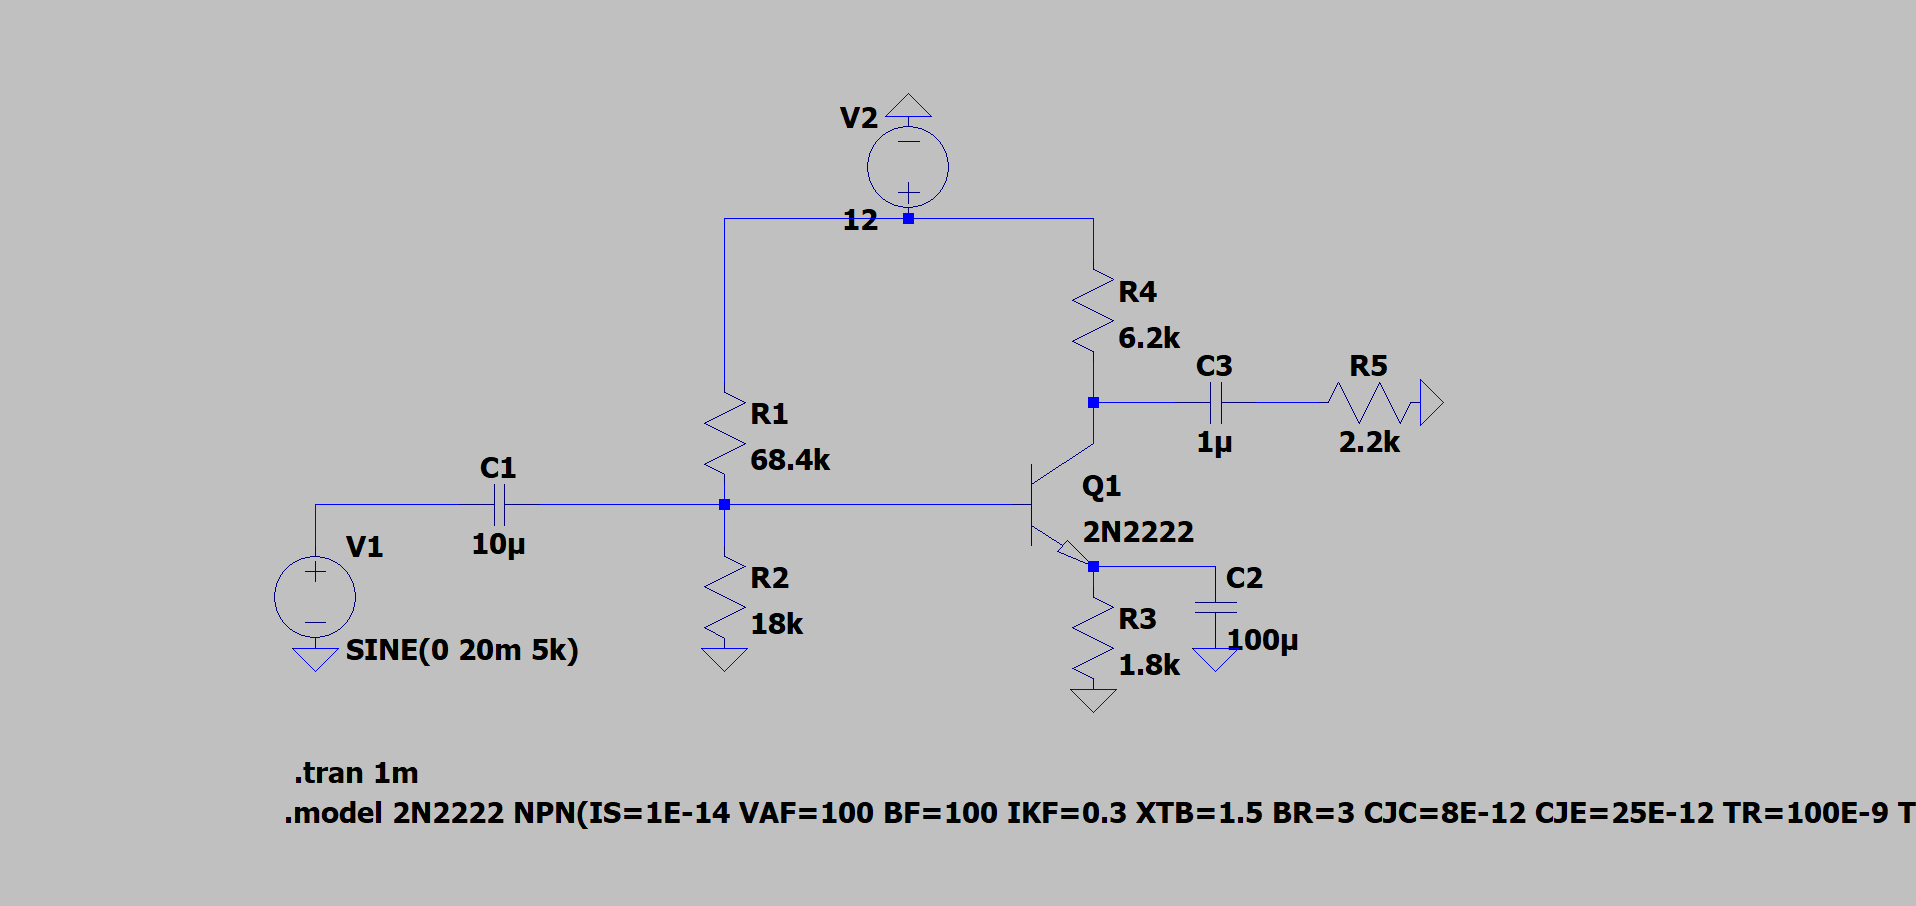 V2
12
R4
6.2k
C3
1µ
R5
2.2k
R1
68.4k
C1
10µ
Q1
2N2222
V1
SINE(0 20m 5k)
R2
18k
R3
1.8k
C2
100µ
.tran 1m
.model 2N2222 NPN(IS=1E-14 VAF=100 BF=100 IKF=0.3 XTB=1.5 BR=3 CJC=8E-12 CJE=25E-12 TR=100E-9 T